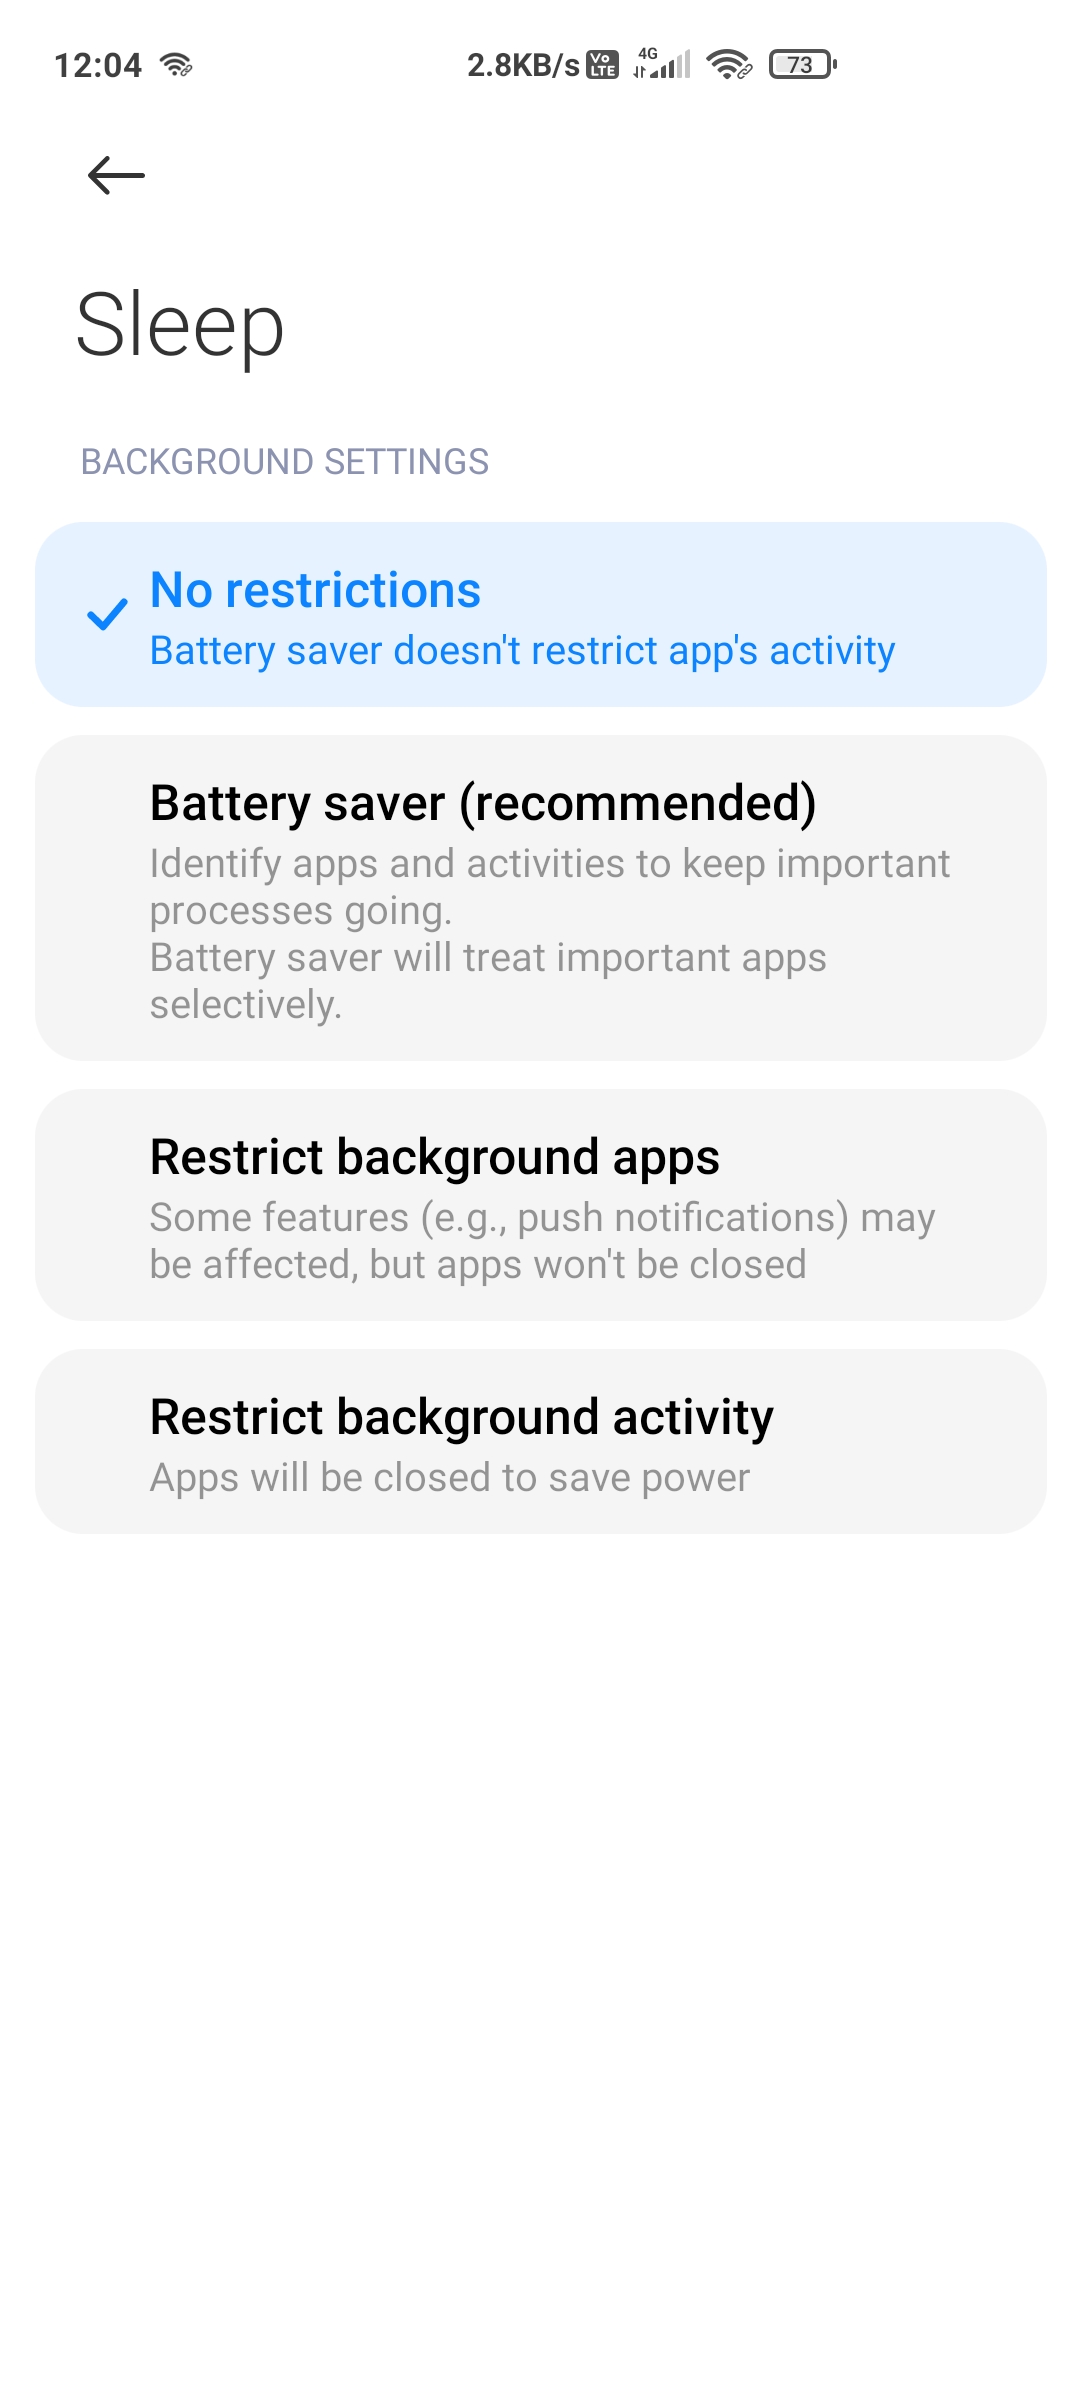 12:04 2.8KB/s Vo LTE 4G 73
Sleep
BACKGROUND SETTINGS
No restrictions
Battery saver doesn't restrict app's activity
Battery saver (recommended)
Identify apps and activities to keep important
processes going.
Battery saver will treat important apps
selectively.
Restrict background apps
Some features (e.g., push notifications) may
be affected, but apps won't be closed
Restrict background activity
Apps will be closed to save power